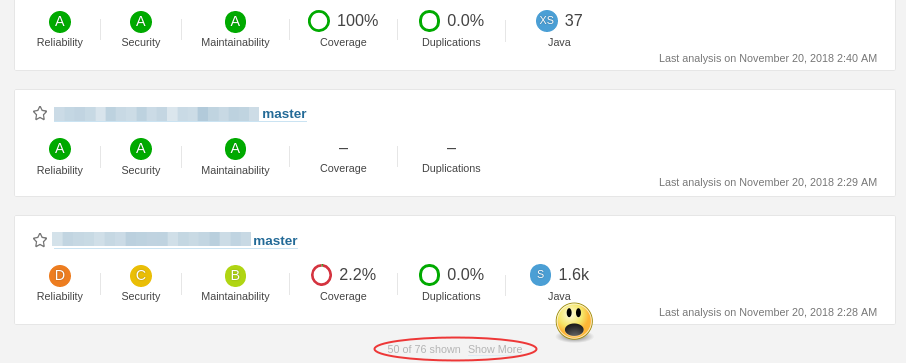 A A A 100% 0.0% XS 37
Reliability Security Maintainability Coverage Duplications Java
Last analysis on November 20, 2018 2:40 AM
master
A A A – –
Reliability Security Maintainability Coverage Duplications
Last analysis on November 20, 2018 2:29 AM
master
D C B 2.2% 0.0% S 1.6k
Reliability Security Maintainability Coverage Duplications Java
Last analysis on November 20, 2018 2:28 AM
50 of 76 shown Show More